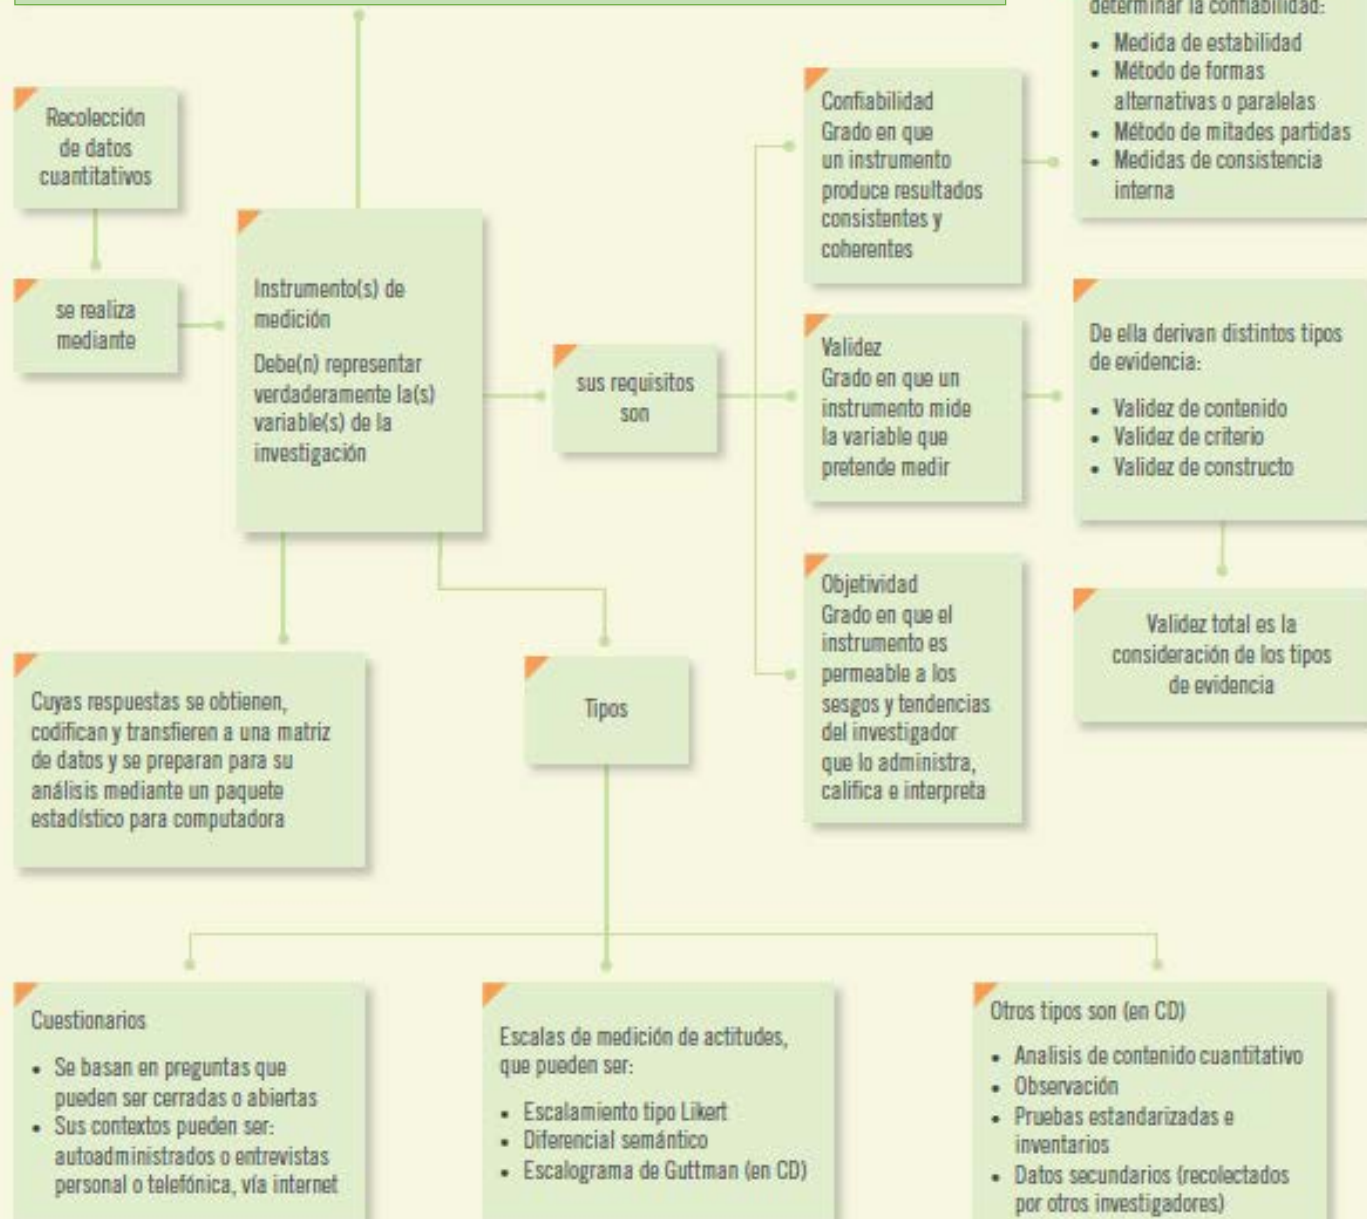 determinar la confiabilidad:
• Medida de estabilidad
• Método de formas
alternativas o paralelas
• Método de mitades partidas
• Medidas de consistencia
interna
Recolección
de datos
cuantitativos
Confiabilidad
Grado en que
un instrumento
produce resultados
consistentes y
coherentes
se realiza
mediante
Instrumento(s) de
medición
Debe(n) representar
verdaderamente la(s)
variable(s) de la
investigación
sus requisitos
son
Validez
Grado en que un
instrumento mide
la variable que
pretende medir
De ella derivan distintos tipos
de evidencia:
• Validez de contenido
• Validez de criterio
• Validez de constructo
Objetividad
Grado en que el
instrumento es
permeable a los
sesgos y tendencias
del investigador
que lo administra,
califica e interpreta
Validez total es la
consideración de los tipos
de evidencia
Cuyas respuestas se obtienen,
codifican y transfieren a una matriz
de datos y se preparan para su
análisis mediante un paquete
estadístico para computadora
Tipos
Cuestionarios
• Se basan en preguntas que
pueden ser cerradas o abiertas
• Sus contextos pueden ser:
autoadministrados o entrevistas
personal o telefónica, vía internet
Escalas de medición de actitudes,
que pueden ser:
• Escalamiento tipo Likert
• Diferencial semántico
• Escalograma de Guttman (en CD)
Otros tipos son (en CD)
• Analisis de contenido cuantitativo
• Observación
• Pruebas estandarizadas e
inventarios
• Datos secundarios (recolectados
por otros investigadores)